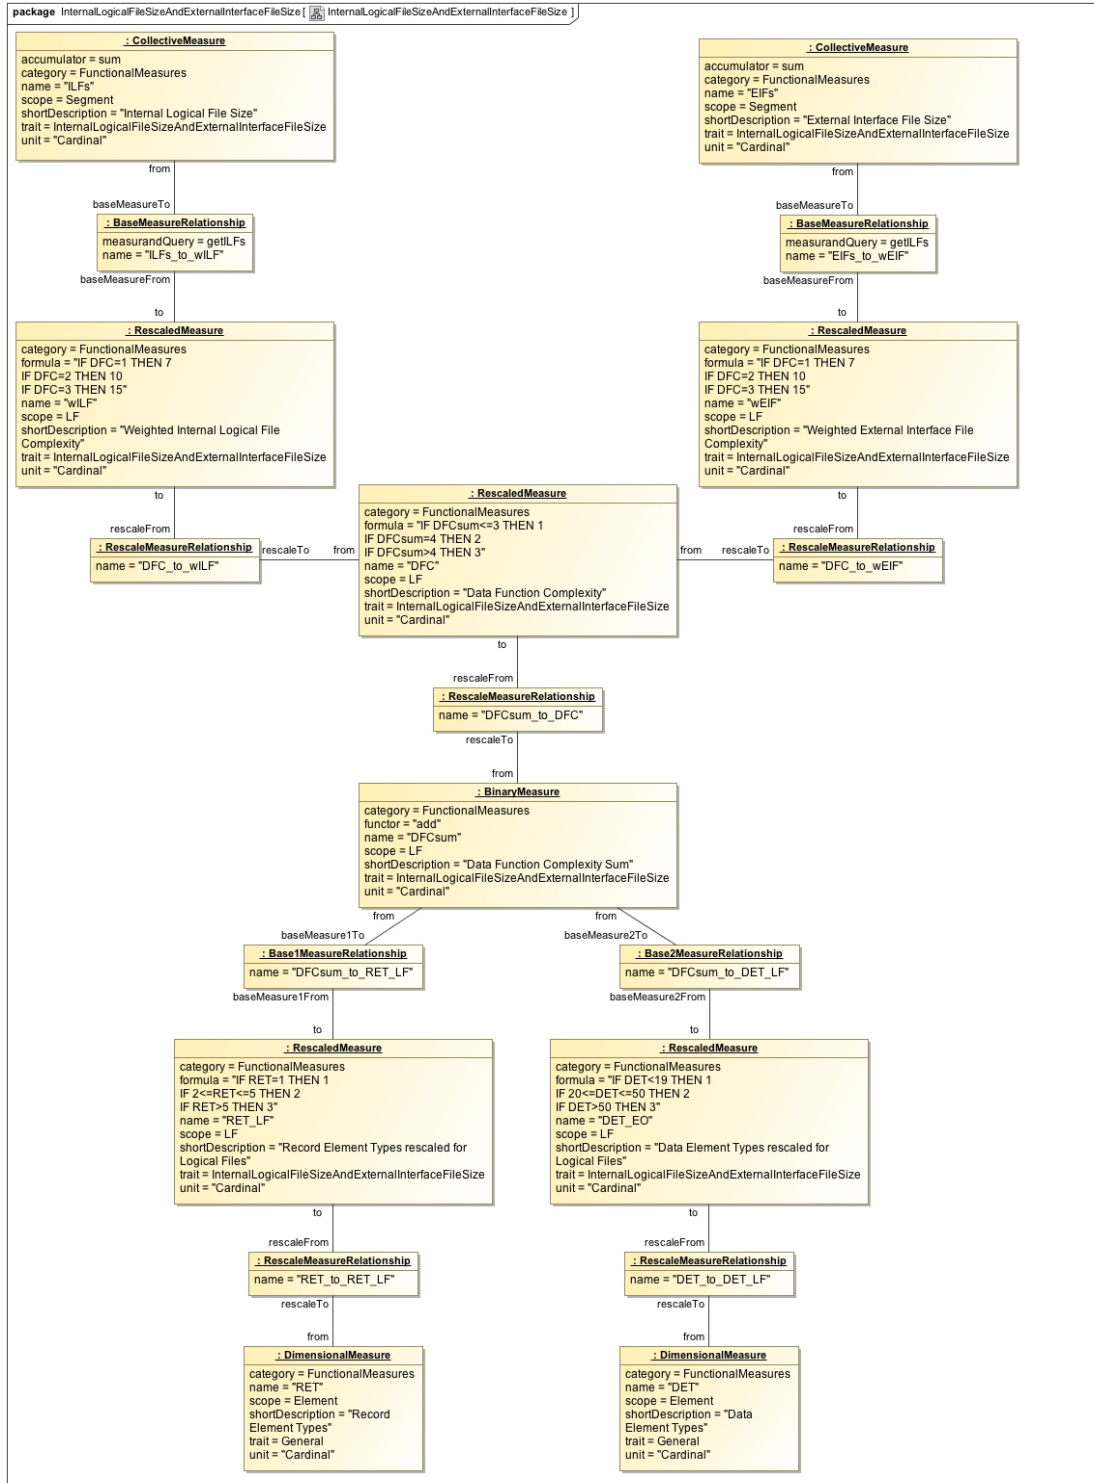 package InternalLogicalFileSizeAndExternalInterfaceFileSize [ InternalLogicalFileSizeAndExternalInterfaceFileSize ]
: CollectiveMeasure
accumulator = sum
category = FunctionalMeasures
name = "ILFs"
scope = Segment
shortDescription = "Internal Logical File Size"
trait = InternalLogicalFileSizeAndExternalInterfaceFileSize
unit = "Cardinal"
: CollectiveMeasure
accumulator = sum
category = FunctionalMeasures
name = "EIFs"
scope = Segment
shortDescription = "External Interface File Size"
trait = InternalLogicalFileSizeAndExternalInterfaceFileSize
unit = "Cardinal"
from
baseMeasureTo
from
baseMeasureTo
: BaseMeasureRelationship
measurandQuery = getILFs
name = "ILFs_to_wILF"
: BaseMeasureRelationship
measurandQuery = getILFs
name = "EIFs_to_wEIF"
baseMeasureFrom
to
baseMeasureFrom
to
: RescaledMeasure
category = FunctionalMeasures
formula = "IF DFC=1 THEN 7
IF DFC=2 THEN 10
IF DFC=3 THEN 15"
name = "wILF"
scope = LF
shortDescription = "Weighted Internal Logical File
Complexity"
trait = InternalLogicalFileSizeAndExternalInterfaceFileSize
unit = "Cardinal"
: RescaledMeasure
category = FunctionalMeasures
formula = "IF DFC=1 THEN 7
IF DFC=2 THEN 10
IF DFC=3 THEN 15"
name = "wEIF"
scope = LF
shortDescription = "Weighted External Interface File
Complexity"
trait = InternalLogicalFileSizeAndExternalInterfaceFileSize
unit = "Cardinal"
to
rescaleFrom
to
rescaleFrom
: RescaleMeasureRelationship
name = "DFC_to_wILF"
rescaleTo
from
: RescaledMeasure
category = FunctionalMeasures
formula = "IF DFCsum<=3 THEN 1
IF DFCsum=4 THEN 2
IF DFCsum>4 THEN 3"
name = "DFC"
scope = LF
shortDescription = "Data Function Complexity"
trait = InternalLogicalFileSizeAndExternalInterfaceFileSize
unit = "Cardinal"
from
rescaleTo
: RescaleMeasureRelationship
name = "DFC_to_wEIF"
to
rescaleFrom
: RescaleMeasureRelationship
name = "DFCsum_to_DFC"
rescaleTo
from
: BinaryMeasure
category = FunctionalMeasures
functor = "add"
name = "DFCsum"
scope = LF
shortDescription = "Data Function Complexity Sum"
trait = InternalLogicalFileSizeAndExternalInterfaceFileSize
unit = "Cardinal"
from
baseMeasure1To
from
baseMeasure2To
: Base1MeasureRelationship
name = "DFCsum_to_RET_LF"
: Base2MeasureRelationship
name = "DFCsum_to_DET_LF"
baseMeasure1From
to
baseMeasure2From
to
: RescaledMeasure
category = FunctionalMeasures
formula = "IF RET=1 THEN 1
IF 2<=RET<=5 THEN 2
IF RET>5 THEN 3"
name = "RET_LF"
scope = LF
shortDescription = "Record Element Types rescaled for
Logical Files"
trait = InternalLogicalFileSizeAndExternalInterfaceFileSize
unit = "Cardinal"
: RescaledMeasure
category = FunctionalMeasures
formula = "IF DET<19 THEN 1
IF 20<=DET<=50 THEN 2
IF DET>50 THEN 3"
name = "DET_EO"
scope = LF
shortDescription = "Data Element Types rescaled for
Logical Files"
trait = InternalLogicalFileSizeAndExternalInterfaceFileSize
unit = "Cardinal"
to
rescaleFrom
to
rescaleFrom
: RescaleMeasureRelationship
name = "RET_to_RET_LF"
: RescaleMeasureRelationship
name = "DET_to_DET_LF"
rescaleTo
from
rescaleTo
from
: DimensionalMeasure
category = FunctionalMeasures
name = "RET"
scope = Element
shortDescription = "Record
Element Types"
trait = General
unit = "Cardinal"
: DimensionalMeasure
category = FunctionalMeasures
name = "DET"
scope = Element
shortDescription = "Data
Element Types"
trait = General
unit = "Cardinal"